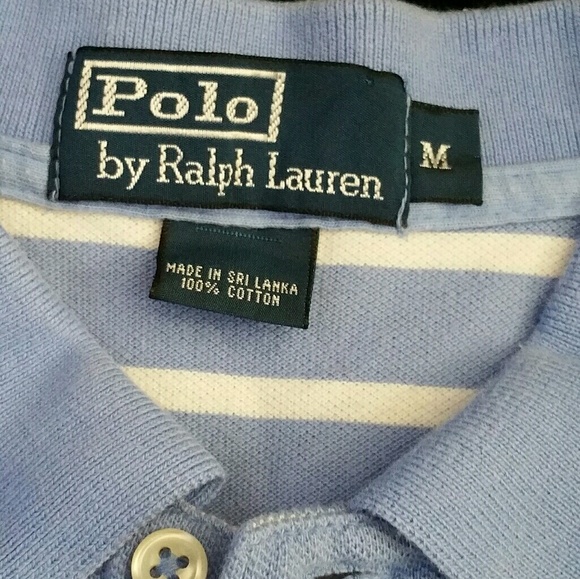 Polo
by Ralph Lauren
M
MADE IN SRI LANKA
100% COTTON